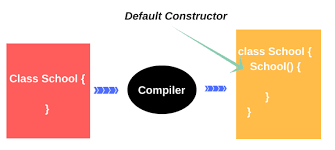 Default Constructor
Class School {
}
Compiler
class School {
School() {
}
}